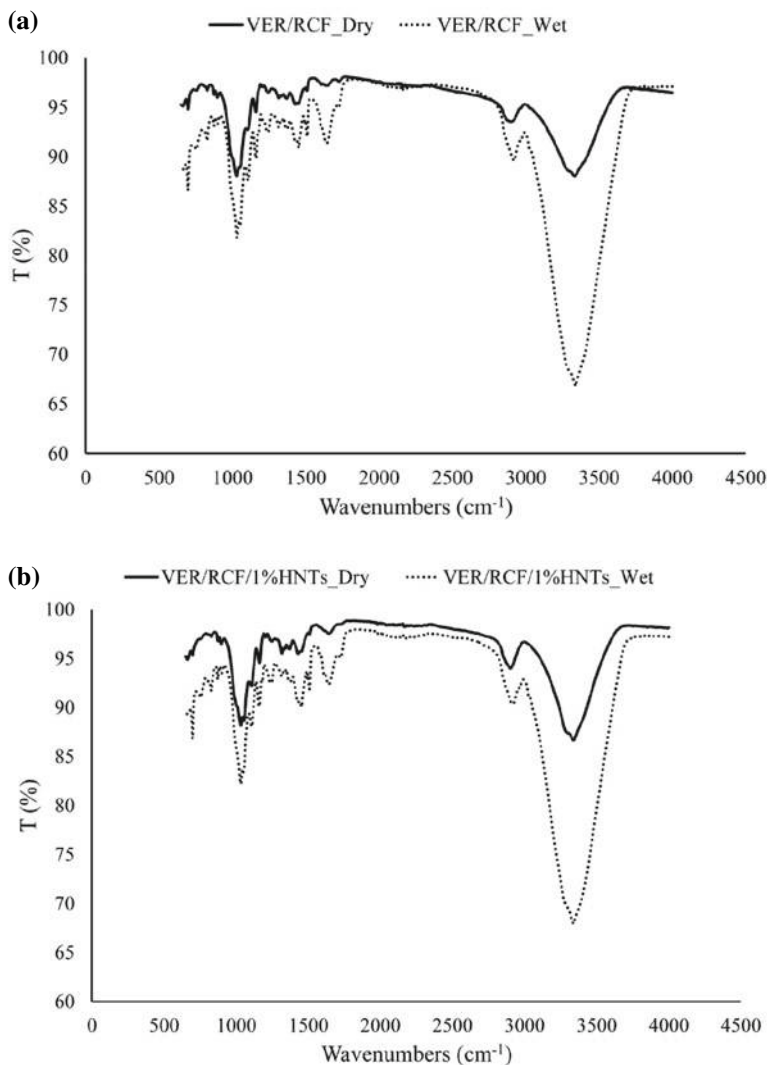 (a)
VER/RCF_Dry VER/RCF_Wet
100
95
90
85
80
75
70
65
60
T (%)
0 500 1000 1500 2000 2500 3000 3500 4000 4500
Wavenumbers (cm-1)
(b)
VER/RCF/1%HNTs_Dry VER/RCF/1%HNTs_Wet
100
95
90
85
80
75
70
65
60
T (%)
0 500 1000 1500 2000 2500 3000 3500 4000 4500
Wavenumbers (cm-1)